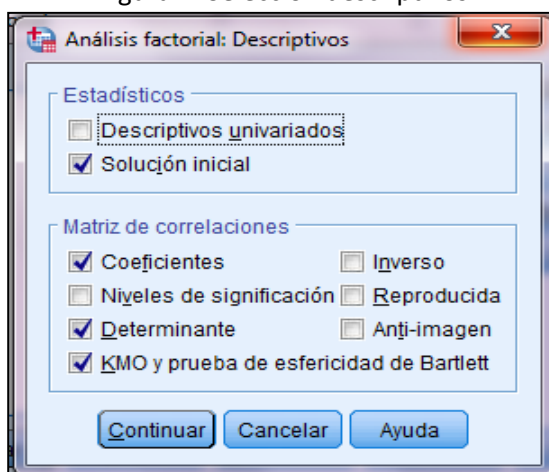 Análisis factorial: Descriptivos
Estadísticos
Descriptivos univariados
Solución inicial
Matriz de correlaciones
Coeficientes
Inverso
Niveles de significación
Reproducida
Determinante
Anti-imagen
KMO y prueba de esfericidad de Bartlett
Continuar
Cancelar
Ayuda